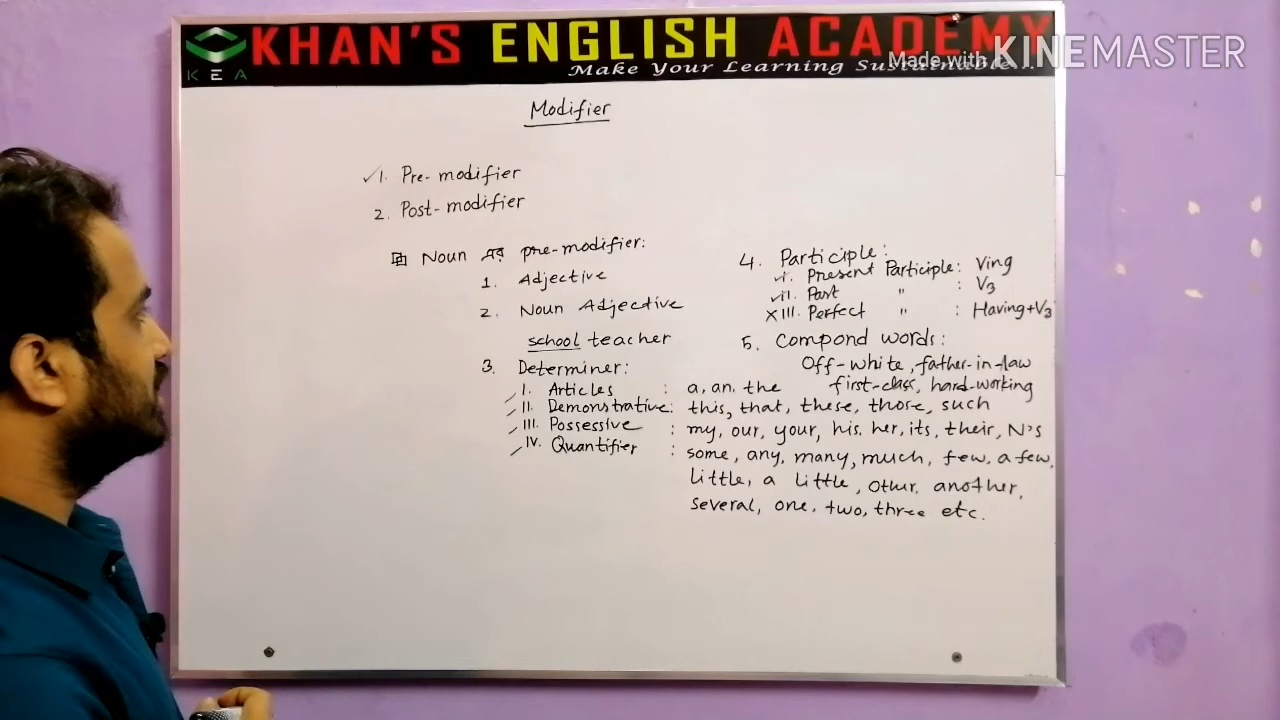 KHAN'S ENGLISH ACADEMY
KEA
Make Your Learning Sustainable...
Made with KINEMASTER
Modifier
1. Pre-modifier
2. Post-modifier
Noun এর pre-modifier:
1. Adjective
2. Noun Adjective
school teacher
3. Determiner:
I. Articles : a, an. the
II. Demonstrative: this, that, these, those, such
III. Possessive : my, our, your, his. her, its, their, N's
IV. Quantifier : some, any, many, much, few, a few,
little, a little, other. another,
several, one, two, three etc.
4. Participle:
i. Present Participle: Ving
ii. Past " : V3
III. Perfect " : Having+V3
5. Compond words:
Off-white, father-in-law
first-class, hard-working